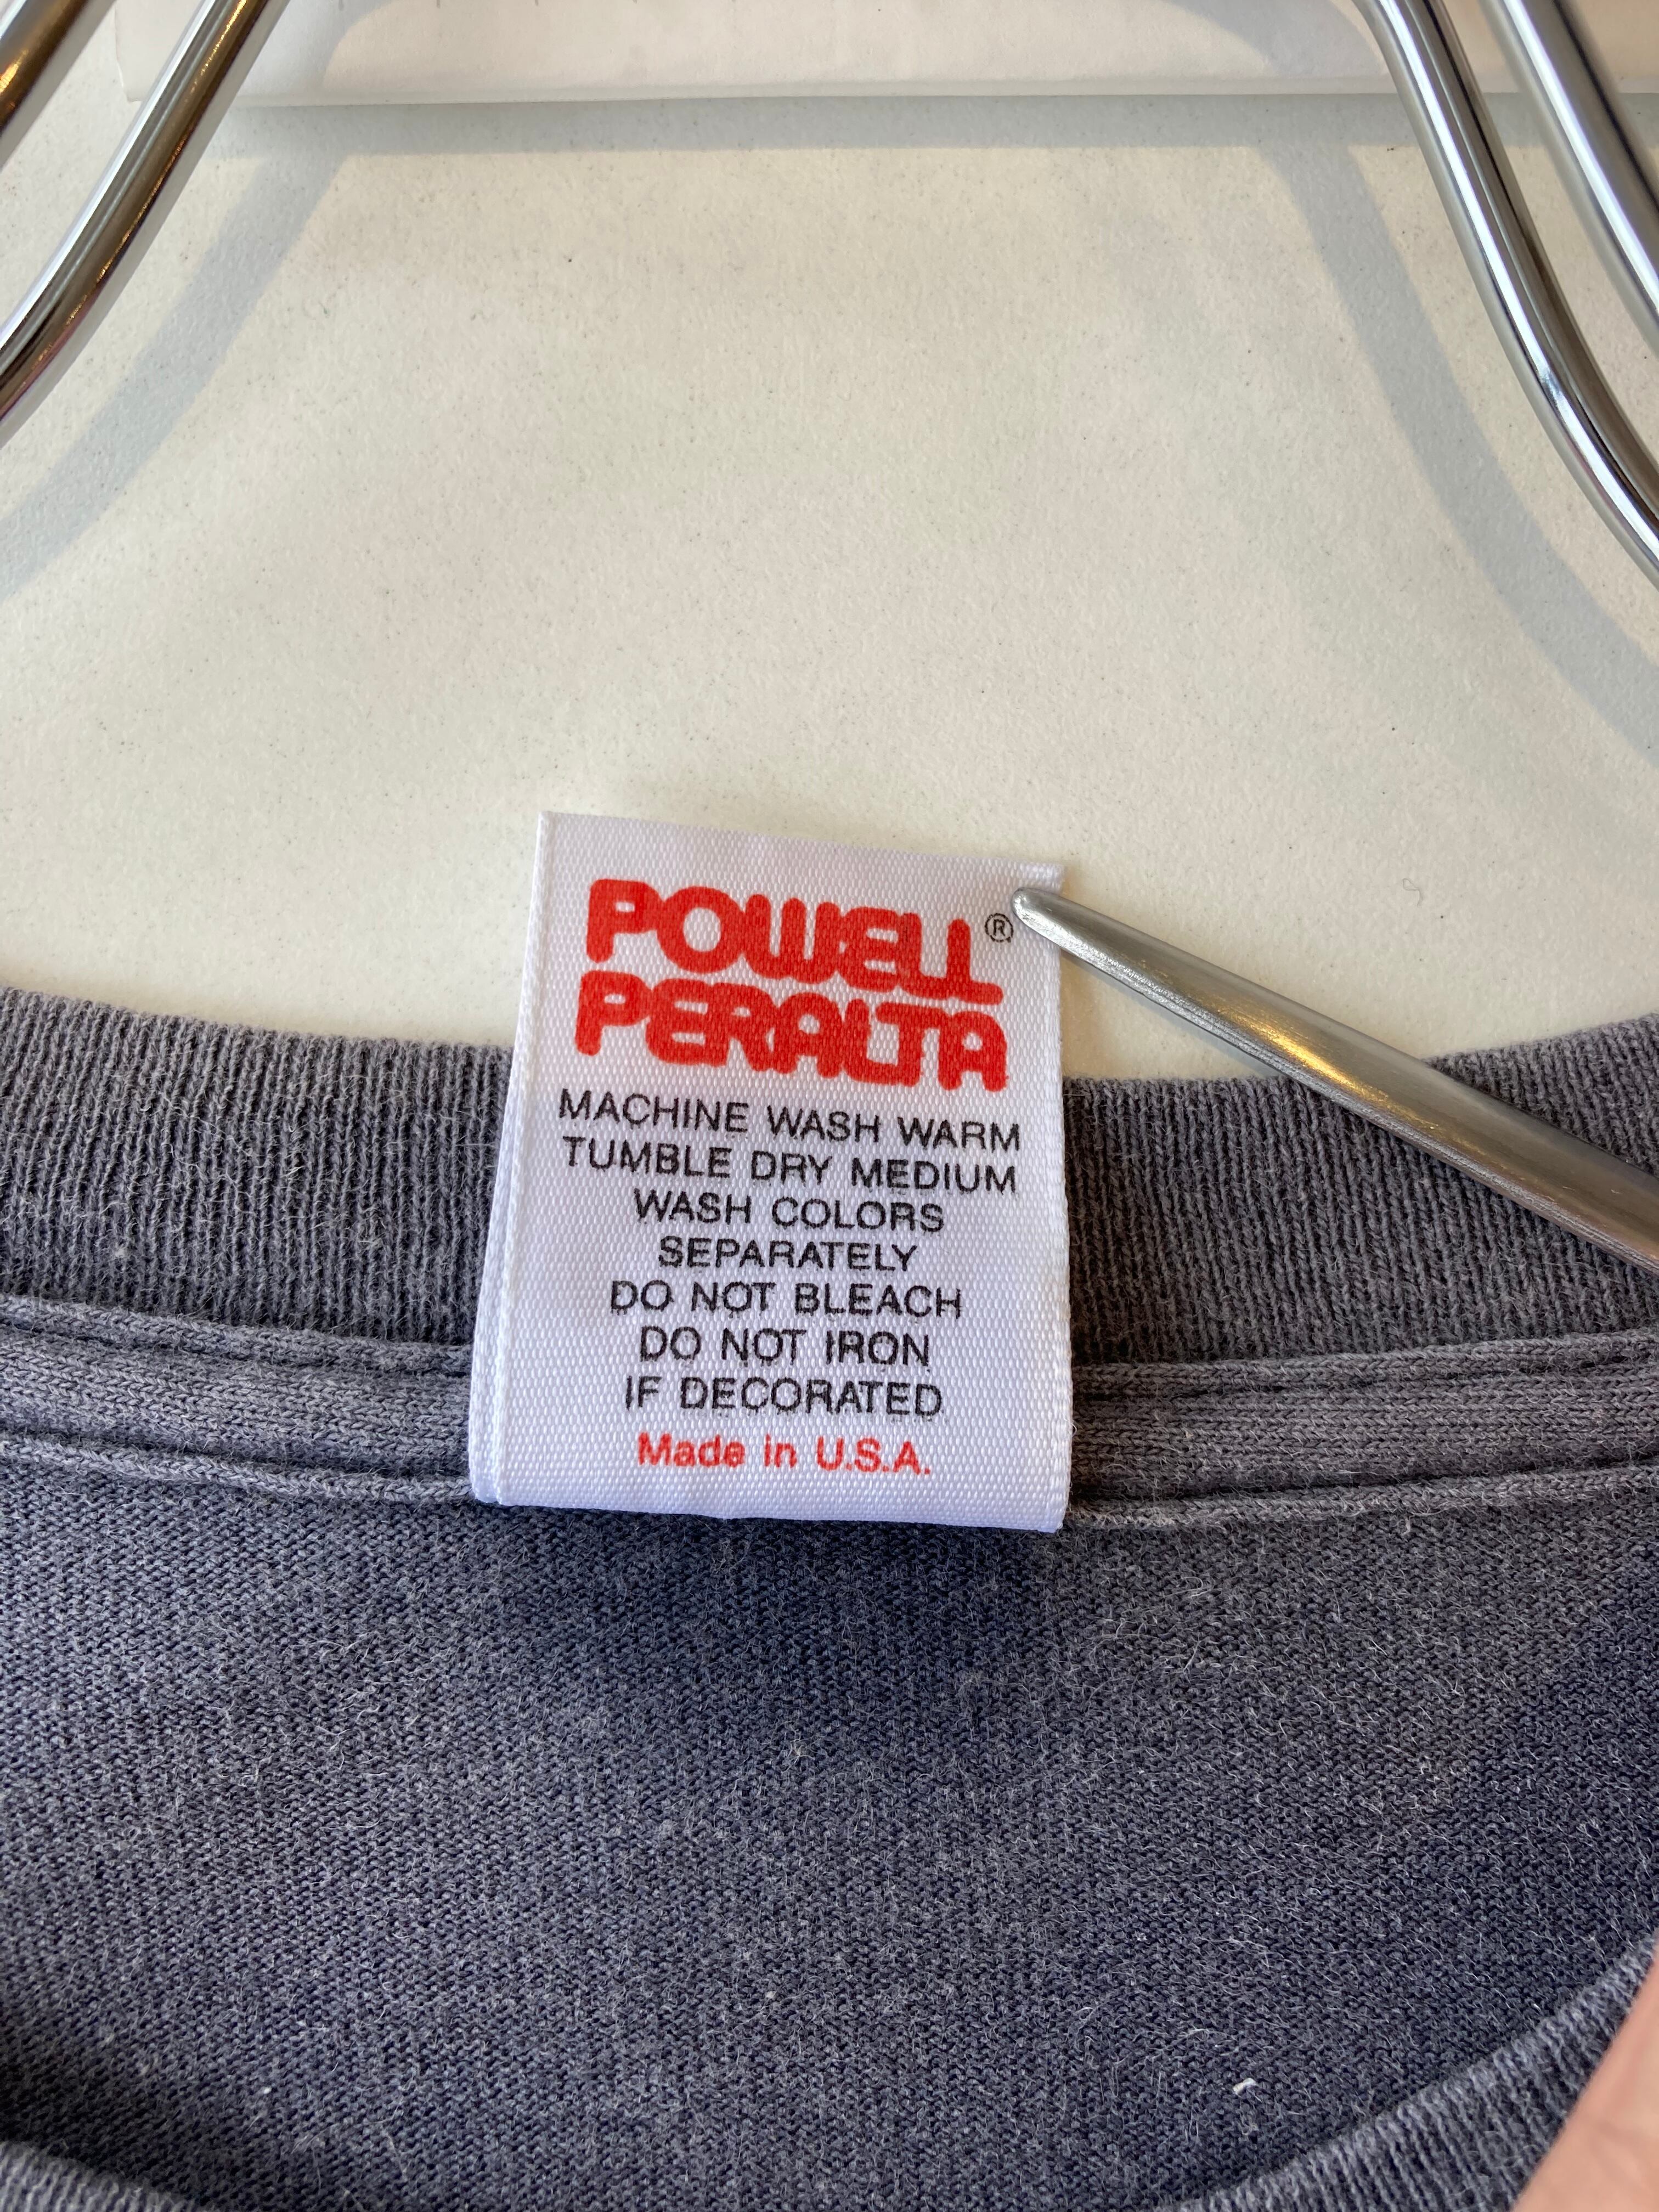 POWELL®
PERALTA
MACHINE WASH WARM
TUMBLE DRY MEDIUM
WASH COLORS
SEPARATELY
DO NOT BLEACH
DO NOT IRON
IF DECORATED
Made in U.S.A.